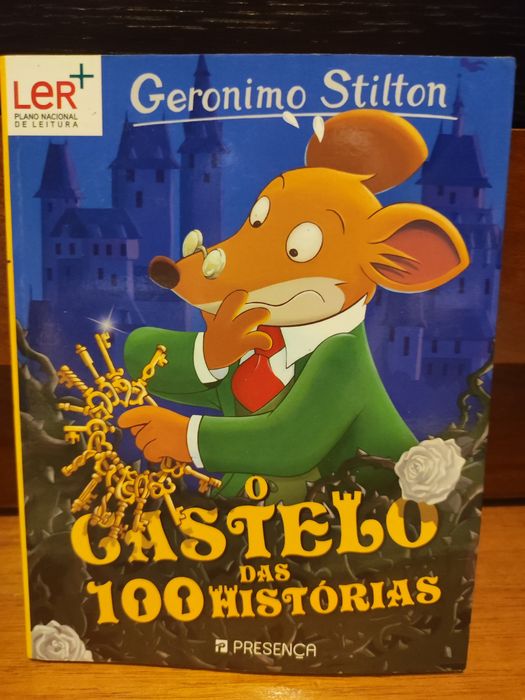 LeR+
PLANO NACIONAL
DE LEITURA
Geronimo Stilton
O
CASTELO
DAS
100 HISTÓRIAS
PRESENÇA